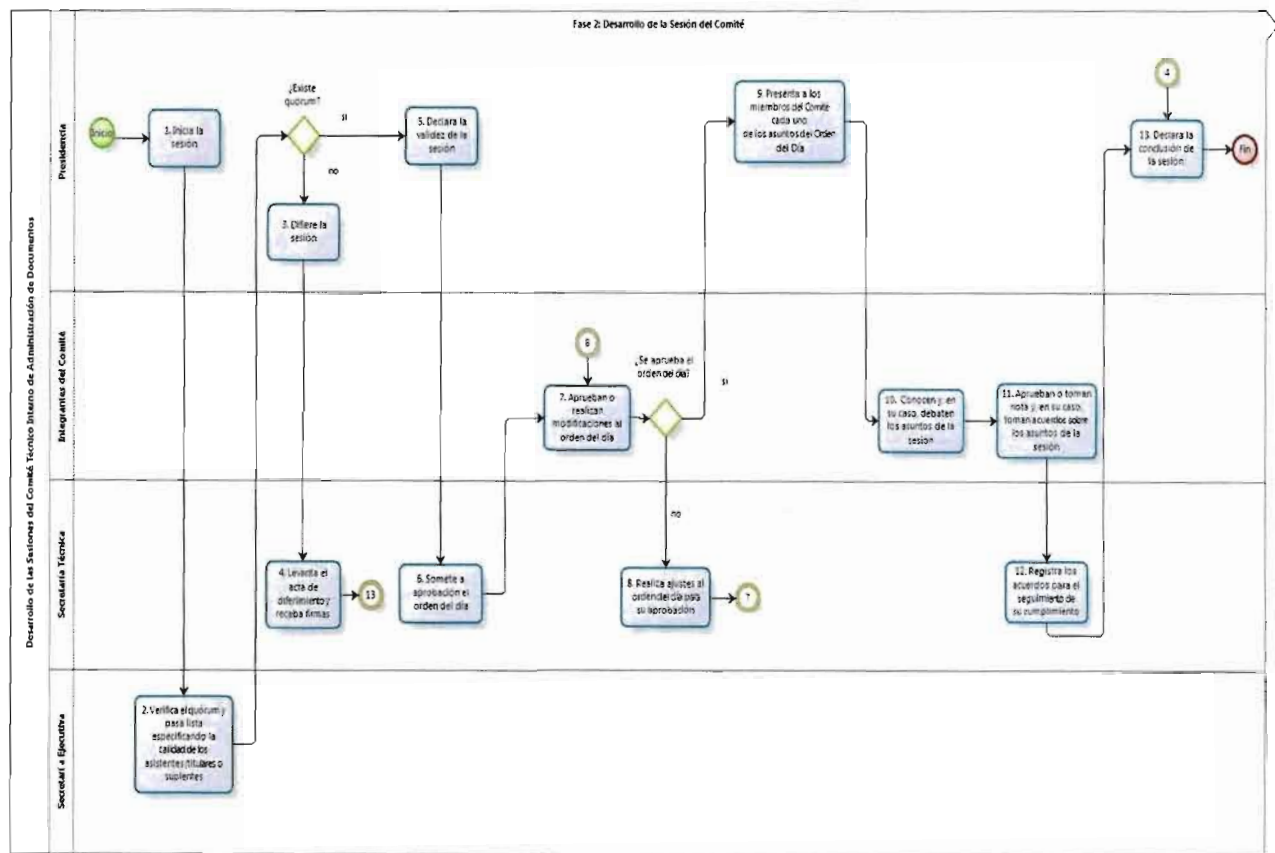 Fase 2: Desarrollo de la Sesión del Comité
Desarrollo de las Sesiones del Comité Técnico Interno de Administración de Documentos
Presidencia
Inicio
1. Inicia la
sesión
¿Existe
quórum?
si
no
3. Difiere la
sesión
5. Declara la
validez de la
sesión
9. Presenta a los
miembros del Comité
cada uno
de los asuntos del Orden
del Día
4
13. Declara la
conclusión de
la sesión
Fin
Integrantes del Comité
8
7. Aprueban o
realizan
modificaciones al
orden del día
¿Se aprueba el
orden del día?
si
no
10. Conocen y, en
su caso, debaten
los asuntos de la
sesión
11. Aprueban o toman
nota y, en su caso,
toman acuerdos sobre
los asuntos de la
sesión
Secretaría Técnica
4. Levanta el
acta de
diferimiento y
recaba firmas
13
6. Somete a
aprobación el
orden del día
8. Realiza ajustes al
orden del día para
su aprobación
7
12. Registra los
acuerdos para el
seguimiento de
su cumplimiento
Secretaría Ejecutiva
2. Verifica el quórum y
pasa lista
especificando la
calidad de los
asistentes (titulares o
suplentes